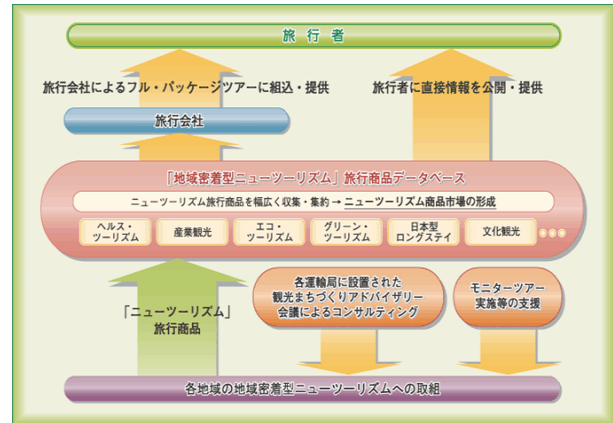 旅行者
旅行会社によるフル・パッケージツアーに組込・提供
旅行者に直接情報を公開・提供
旅行会社
「地域密着型ニューツーリズム」旅行商品データベース
ニューツーリズム旅行商品を幅広く収集・集約 → ニューツーリズム商品市場の形成
ヘルス・
ツーリズム
産業観光
エコ・
ツーリズム
グリーン・
ツーリズム
日本型
ロングステイ
文化観光
「ニューツーリズム」
旅行商品
各運輸局に設置された
観光まちづくりアドバイザリー
会議によるコンサルティング
モニターツアー
実施等の支援
各地域の地域密着型ニューツーリズムへの取組